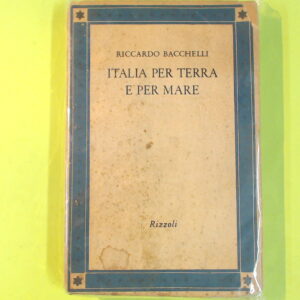 RICCARDO BACCHELLI
ITALIA PER TERRA
E PER MARE
Rizzoli